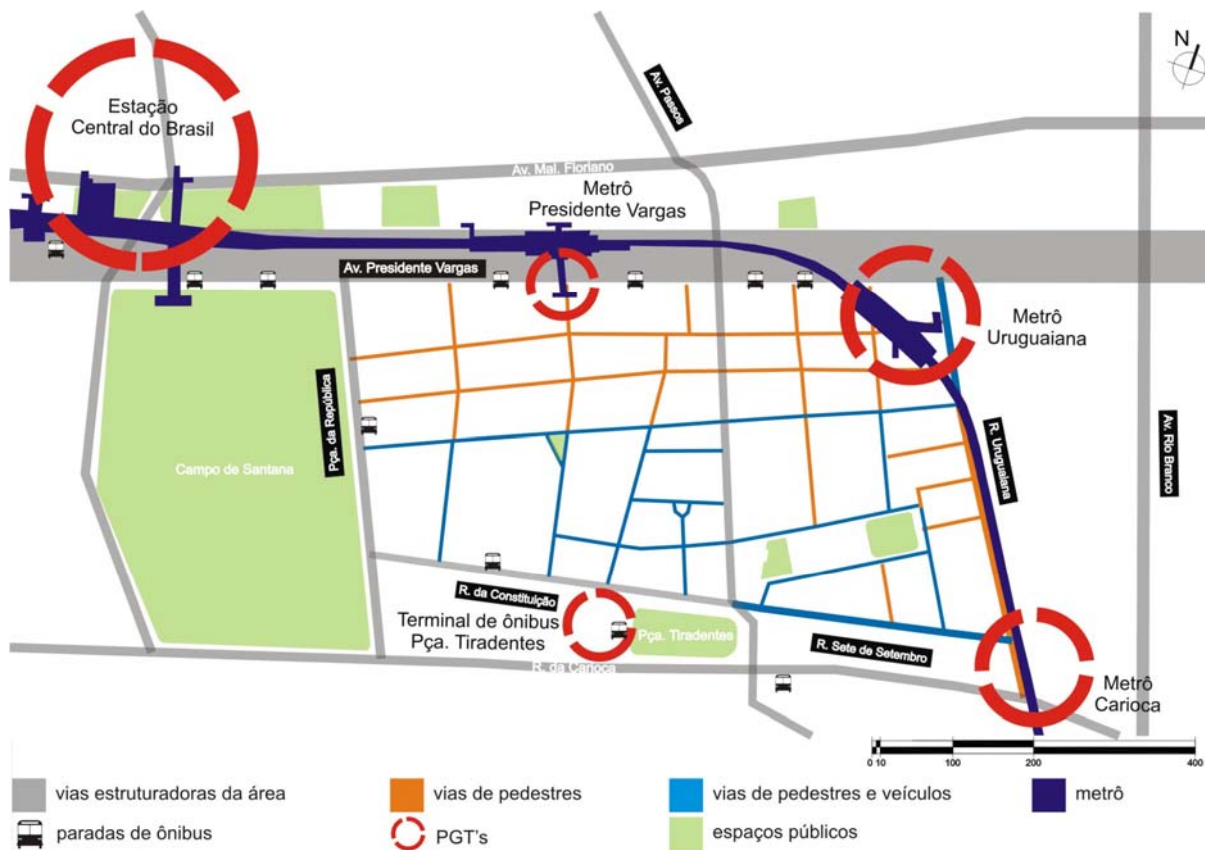 Estação
Central do Brasil
Av. Passos
N
Av. Mal. Floriano
Metrô
Presidente Vargas
Av. Presidente Vargas
Metrô
Uruguaiana
Pça. da República
Campo de Santana
R. Uruguaiana
Av. Rio Branco
R. da Constituição
Terminal de ônibus
Pça. Tiradentes
Pça. Tiradentes
R. Sete de Setembro
R. da Carioca
Metrô
Carioca
0 10 100 200 400
vias estruturadoras da área
vias de pedestres
vias de pedestres e veículos
metrô
paradas de ônibus
PGT's
espaços públicos